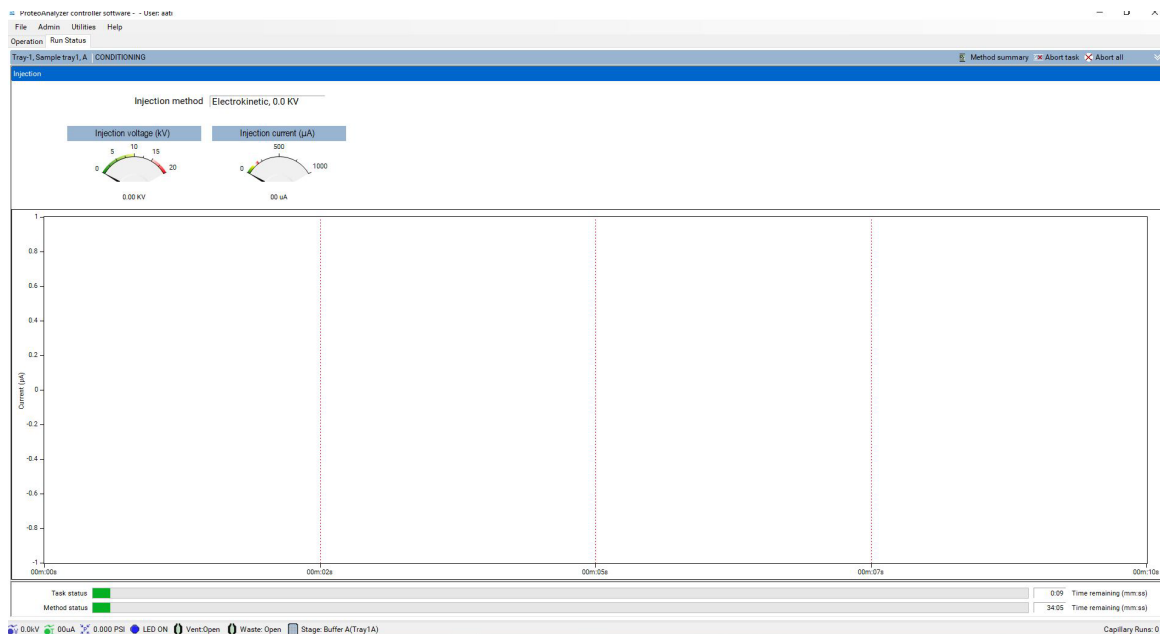 ProteoAnalyzer controller software - - User: aati
File Admin Utilities Help
Operation Run Status
Tray-1, Sample tray1, A CONDITIONING Method summary Abort task Abort all
Injection
Injection method Electrokinetic, 0.0 KV
Injection voltage (kV) Injection current (µA)
0 5 10 15 20
0 500 1000
0.00 KV 00 uA
Current (µA)
1
0.8
0.6
0.4
0.2
0
-0.2
-0.4
-0.6
-0.8
-1
00m:00s 00m:02s 00m:05s 00m:07s 00m:10s
Task status 0:09 Time remaining (mm:ss)
Method status 34:05 Time remaining (mm:ss)
0.0kV 00uA 0.000 PSI LED ON Vent:Open Waste: Open Stage: Buffer A(Tray1A) Capillary Runs: 0